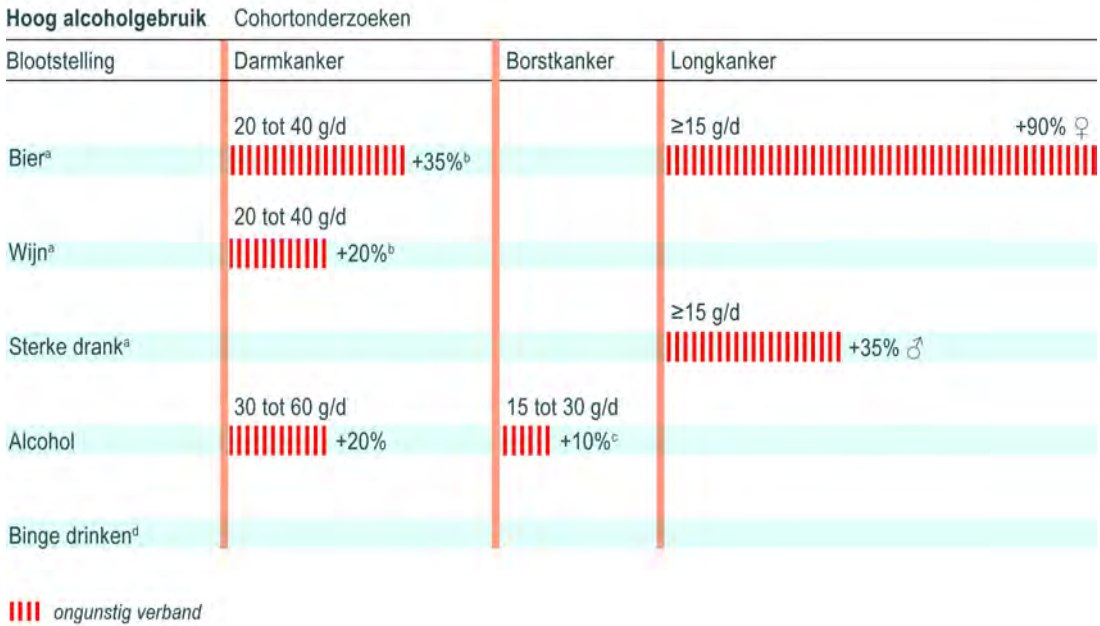 Hoog alcoholgebruik Cohortonderzoeken
Blootstelling Darmkanker Borstkanker Longkanker
20 tot 40 g/d ≥15 g/d +90% ♀
Bierᵃ +35%ᵇ
20 tot 40 g/d
Wijnᵃ +20%ᵇ
≥15 g/d
Sterke drankᵃ +35% ♂
30 tot 60 g/d 15 tot 30 g/d
Alcohol +20% +10%ᶜ
Binge drinkenᵈ
ongunstig verband